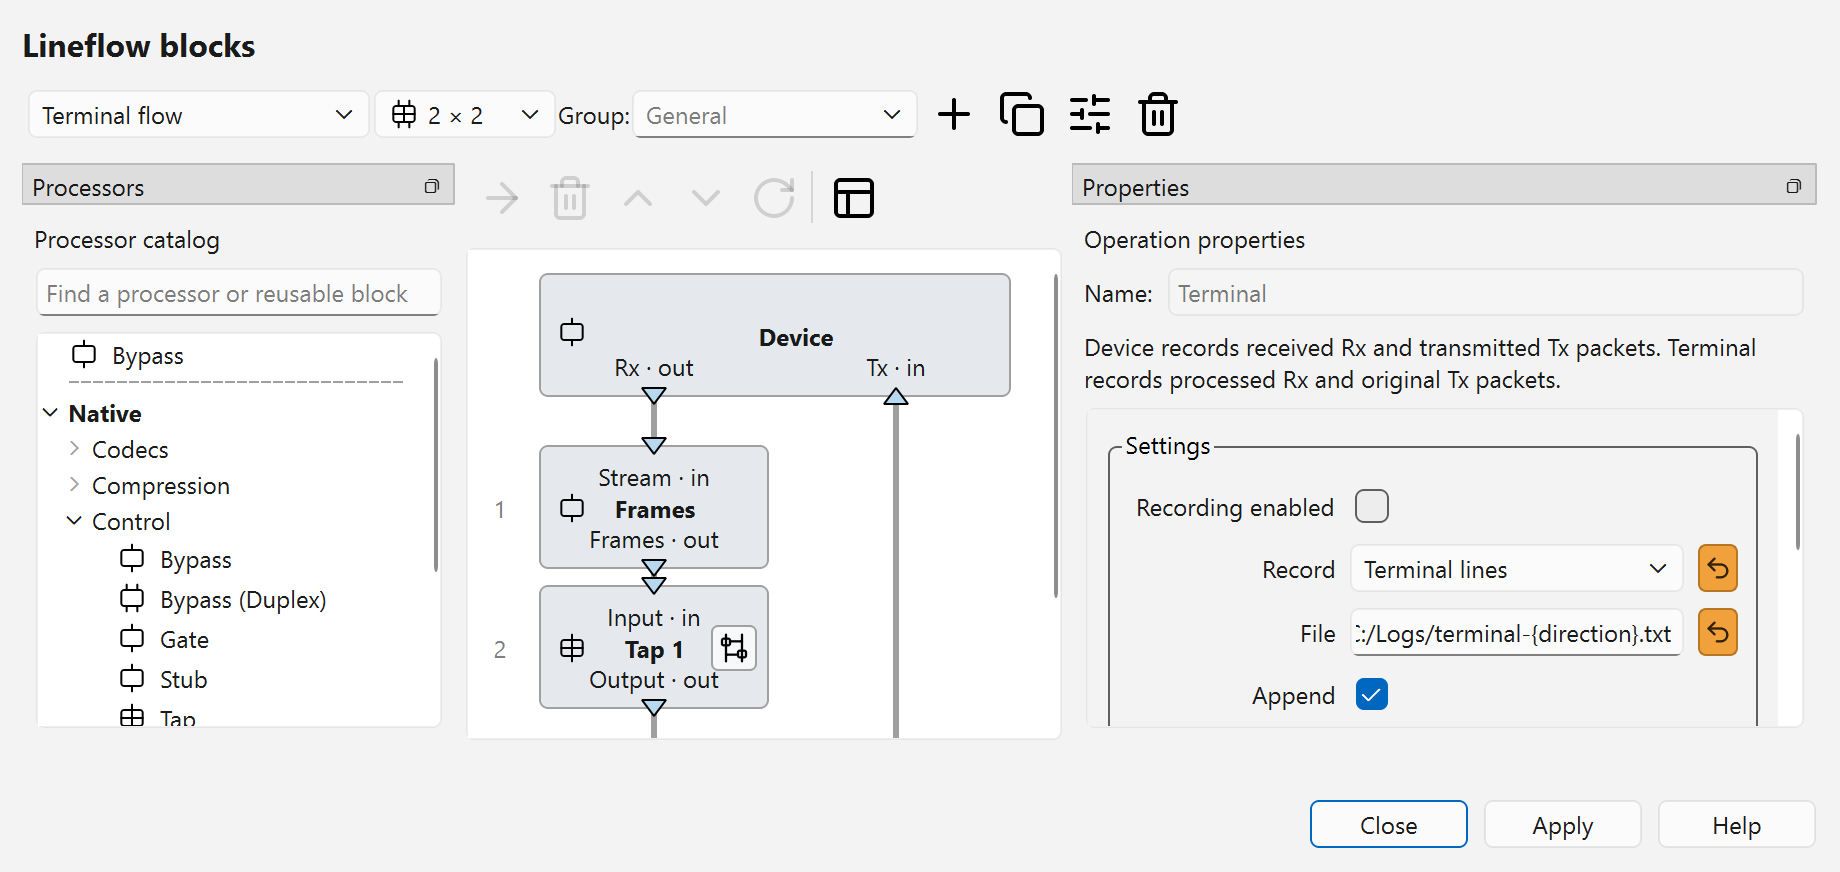 Lineflow blocks
Terminal flow
2 × 2
Group:
General
Processors
Properties
Processor catalog
Find a processor or reusable block
Bypass
Native
Codecs
Compression
Control
Bypass
Bypass (Duplex)
Gate
Stub
Tap
Device
Rx · out
Tx · in
1
Stream · in
Frames
Frames · out
2
Input · in
Tap 1
Output · out
Operation properties
Name:
Terminal
Device records received Rx and transmitted Tx packets. Terminal
records processed Rx and original Tx packets.
Settings
Recording enabled
Record
Terminal lines
File
:/Logs/terminal-{direction}.txt
Append
Close
Apply
Help